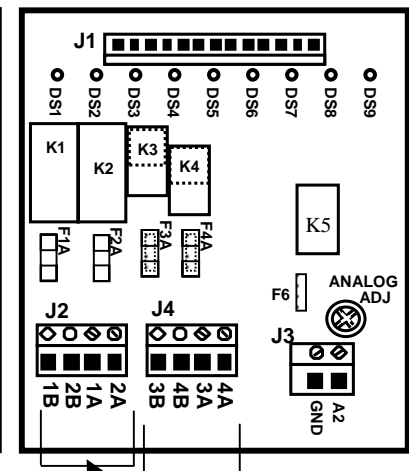 J1
DS1 DS2 DS3 DS4 DS5 DS6 DS7 DS8 DS9
K1 K2 K3 K4
K5
F1A F2A F3A F4A
F6
ANALOG
ADJ
J2 J4 J3
1B 2B 1A 2A 3B 4B 3A 4A
GND A2